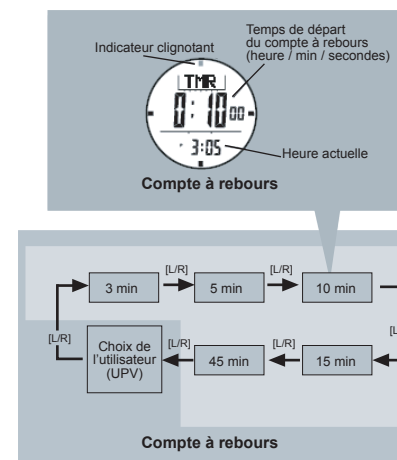 Temps de départ
du compte à rebours
(heure / min / secondes)
Indicateur clignotant
TMR
0:10 00
3:05
Heure actuelle
Compte à rebours
3 min
[L/R]
5 min
[L/R]
10 min
[L/R]
Choix de
l'utilisateur
(UPV)
[L/R]
45 min
[L/R]
15 min
[L
Compte à rebours